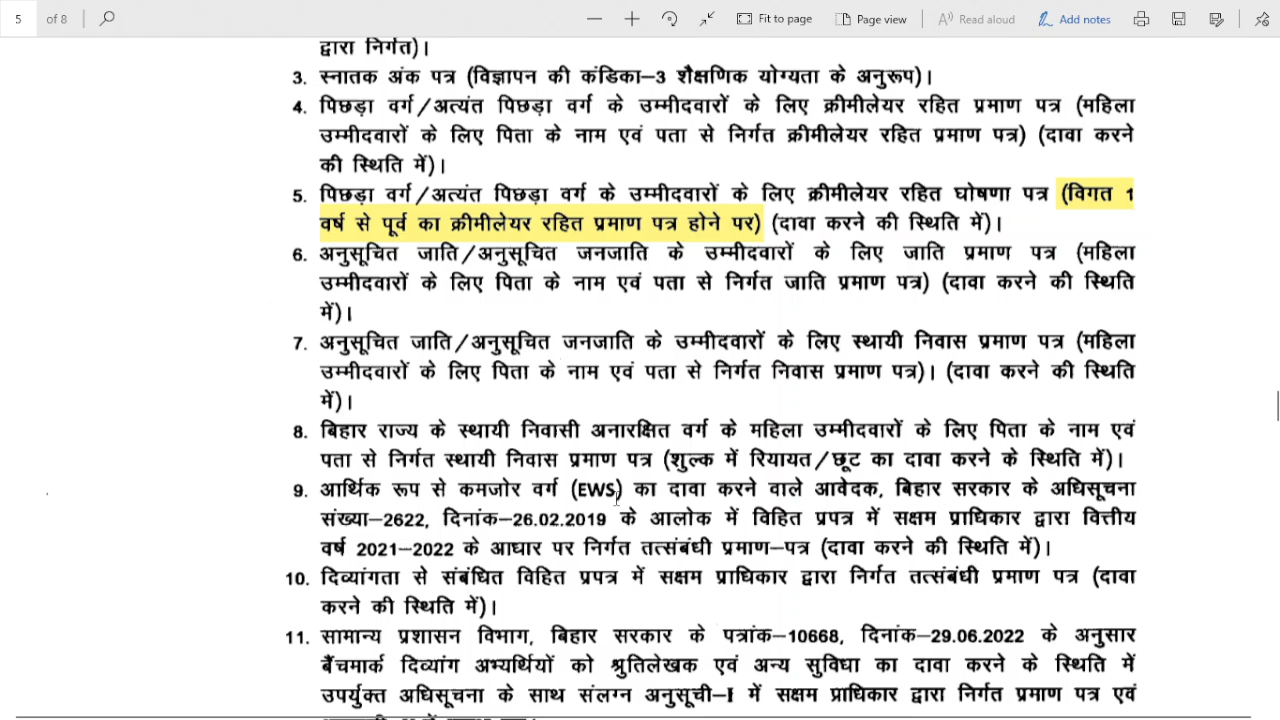 5 of 8 Fit to page Page view Read aloud Add notes
द्वारा निर्गत)।
3. स्नातक अंक पत्र (विज्ञापन की कंडिका–3 शैक्षणिक योग्यता के अनुरूप)।
4. पिछड़ा वर्ग/अत्यंत पिछड़ा वर्ग के उम्मीदवारों के लिए क्रीमीलेयर रहित प्रमाण पत्र (महिला
उम्मीदवारों के लिए पिता के नाम एवं पता से निर्गत क्रीमीलेयर रहित प्रमाण पत्र) (दावा करने
की स्थिति में)।
5. पिछड़ा वर्ग/अत्यंत पिछड़ा वर्ग के उम्मीदवारों के लिए क्रीमीलेयर रहित घोषणा पत्र (विगत 1
वर्ष से पूर्व का क्रीमीलेयर रहित प्रमाण पत्र होने पर) (दावा करने की स्थिति में)।
6. अनुसूचित जाति/अनुसूचित जनजाति के उम्मीदवारों के लिए जाति प्रमाण पत्र (महिला
उम्मीदवारों के लिए पिता के नाम एवं पता से निर्गत जाति प्रमाण पत्र) (दावा करने की स्थिति
में)।
7. अनुसूचित जाति/अनुसूचित जनजाति के उम्मीदवारों के लिए स्थायी निवास प्रमाण पत्र (महिला
उम्मीदवारों के लिए पिता के नाम एवं पता से निर्गत निवास प्रमाण पत्र)। (दावा करने की स्थिति
में)।
8. बिहार राज्य के स्थायी निवासी अनारक्षित वर्ग के महिला उम्मीदवारों के लिए पिता के नाम एवं
पता से निर्गत स्थायी निवास प्रमाण पत्र (शुल्क में रियायत/छूट का दावा करने के स्थिति में)।
9. आर्थिक रूप से कमजोर वर्ग (EWS) का दावा करने वाले आवेदक, बिहार सरकार के अधिसूचना
संख्या–2622, दिनांक–26.02.2019 के आलोक में विहित प्रपत्र में सक्षम प्राधिकार द्वारा वित्तीय
वर्ष 2021–2022 के आधार पर निर्गत तत्संबंधी प्रमाण–पत्र (दावा करने की स्थिति में)।
10. दिव्यांगता से संबंधित विहित प्रपत्र में सक्षम प्राधिकार द्वारा निर्गत तत्संबंधी प्रमाण पत्र (दावा
करने की स्थिति में)।
11. सामान्य प्रशासन विभाग, बिहार सरकार के पत्रांक–10668, दिनांक–29.06.2022 के अनुसार
बैंचमार्क दिव्यांग अभ्यर्थियों को श्रुतिलेखक एवं अन्य सुविधा का दावा करने के स्थिति में
उपर्युक्त अधिसूचना के साथ संलग्न अनुसूची–I में सक्षम प्राधिकार द्वारा निर्गत प्रमाण पत्र एवं